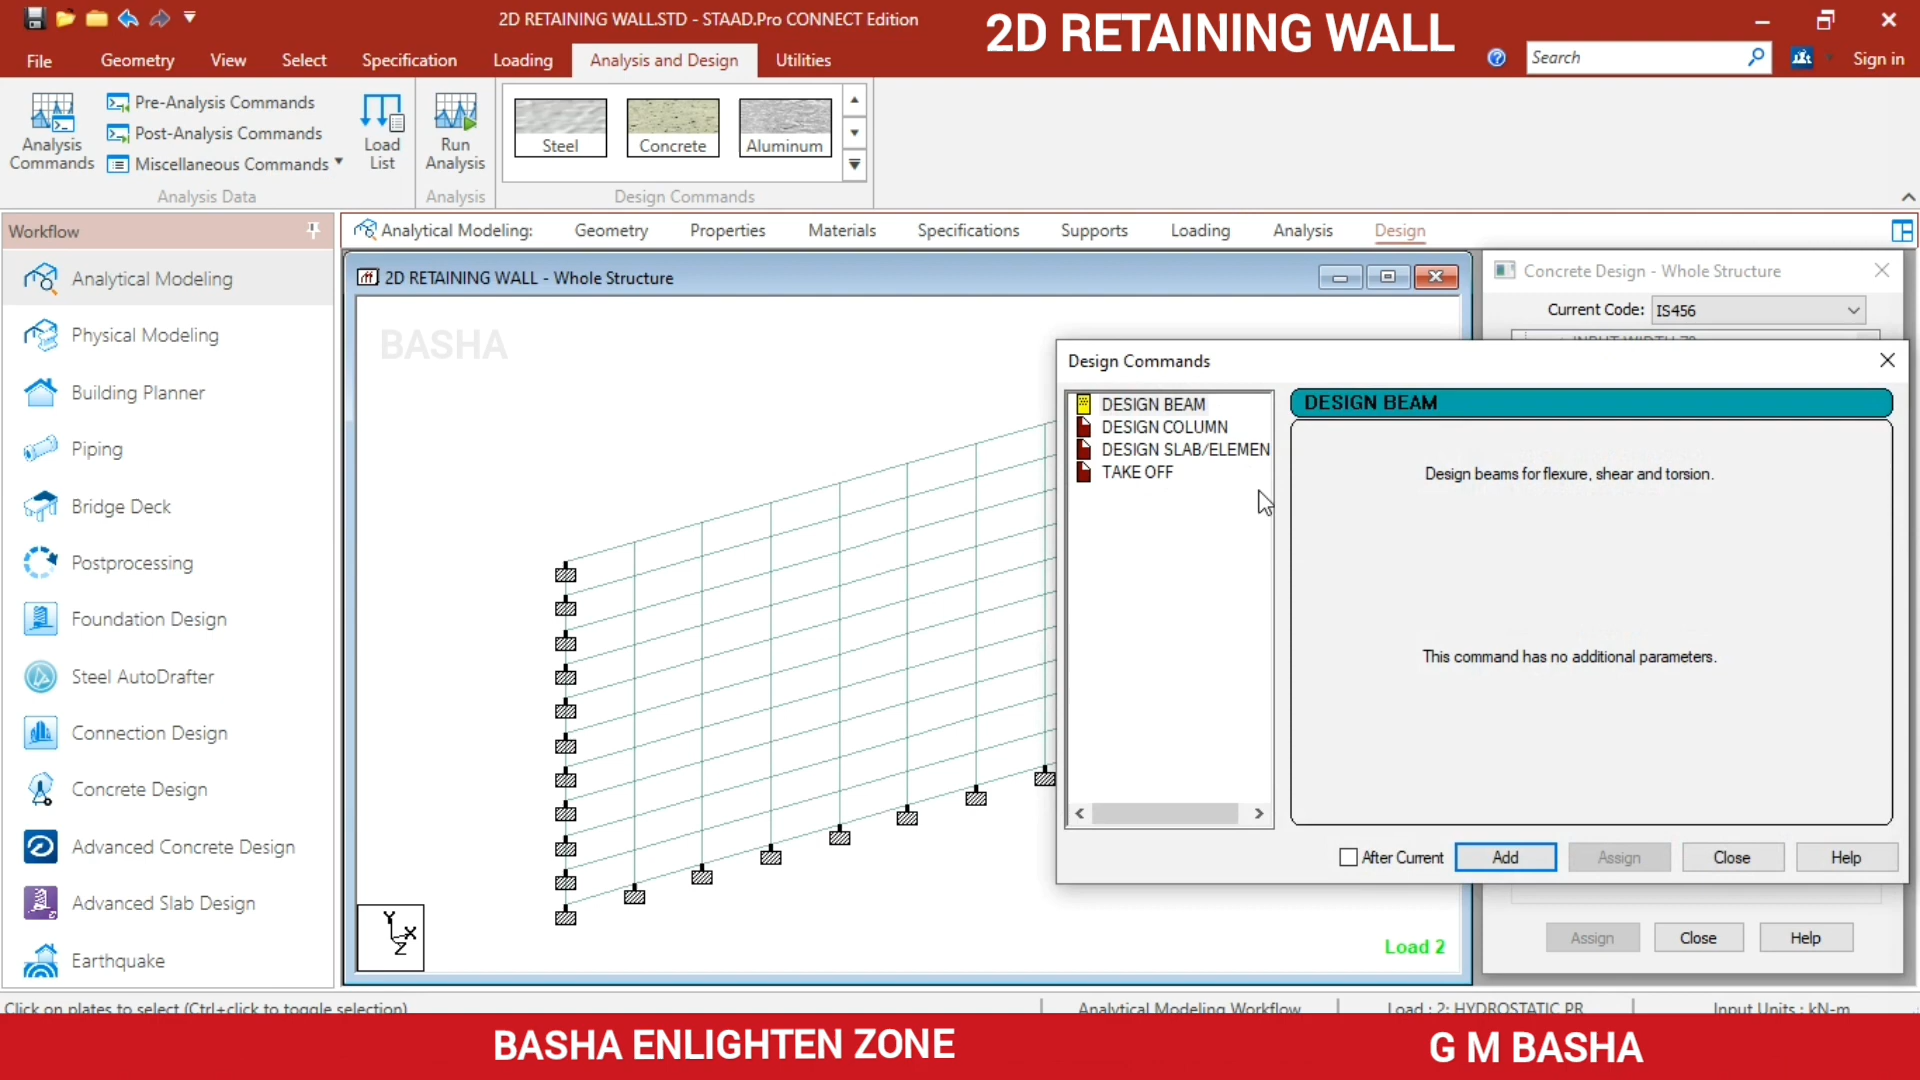 2D RETAINING WALL.STD - STAAD.Pro CONNECT Edition
2D RETAINING WALL
File Geometry View Select Specification Loading Analysis and Design Utilities
Search
Sign in
Analysis Commands
Pre-Analysis Commands
Post-Analysis Commands
Miscellaneous Commands
Load List
Run Analysis
Steel Concrete Aluminum
Analysis Data
Analysis
Design Commands
Workflow
Analytical Modeling: Geometry Properties Materials Specifications Supports Loading Analysis Design
Analytical Modeling
Physical Modeling
Building Planner
Piping
Bridge Deck
Postprocessing
Foundation Design
Steel AutoDrafter
Connection Design
Concrete Design
Advanced Concrete Design
Advanced Slab Design
Earthquake
2D RETAINING WALL - Whole Structure
BASHA
Y
X
Z
Load 2
Concrete Design - Whole Structure
Current Code: IS456
Design Commands
DESIGN BEAM
DESIGN COLUMN
DESIGN SLAB/ELEMEN
TAKE OFF
DESIGN BEAM
Design beams for flexure, shear and torsion.
This command has no additional parameters.
After Current Add Assign Close Help
Assign Close Help
Click on plates to select (Ctrl+click to toggle selection)
Analytical Modeling Workflow
Load : 2: HYDROSTATIC PR
Input Units : kN-m
BASHA ENLIGHTEN ZONE
G M BASHA